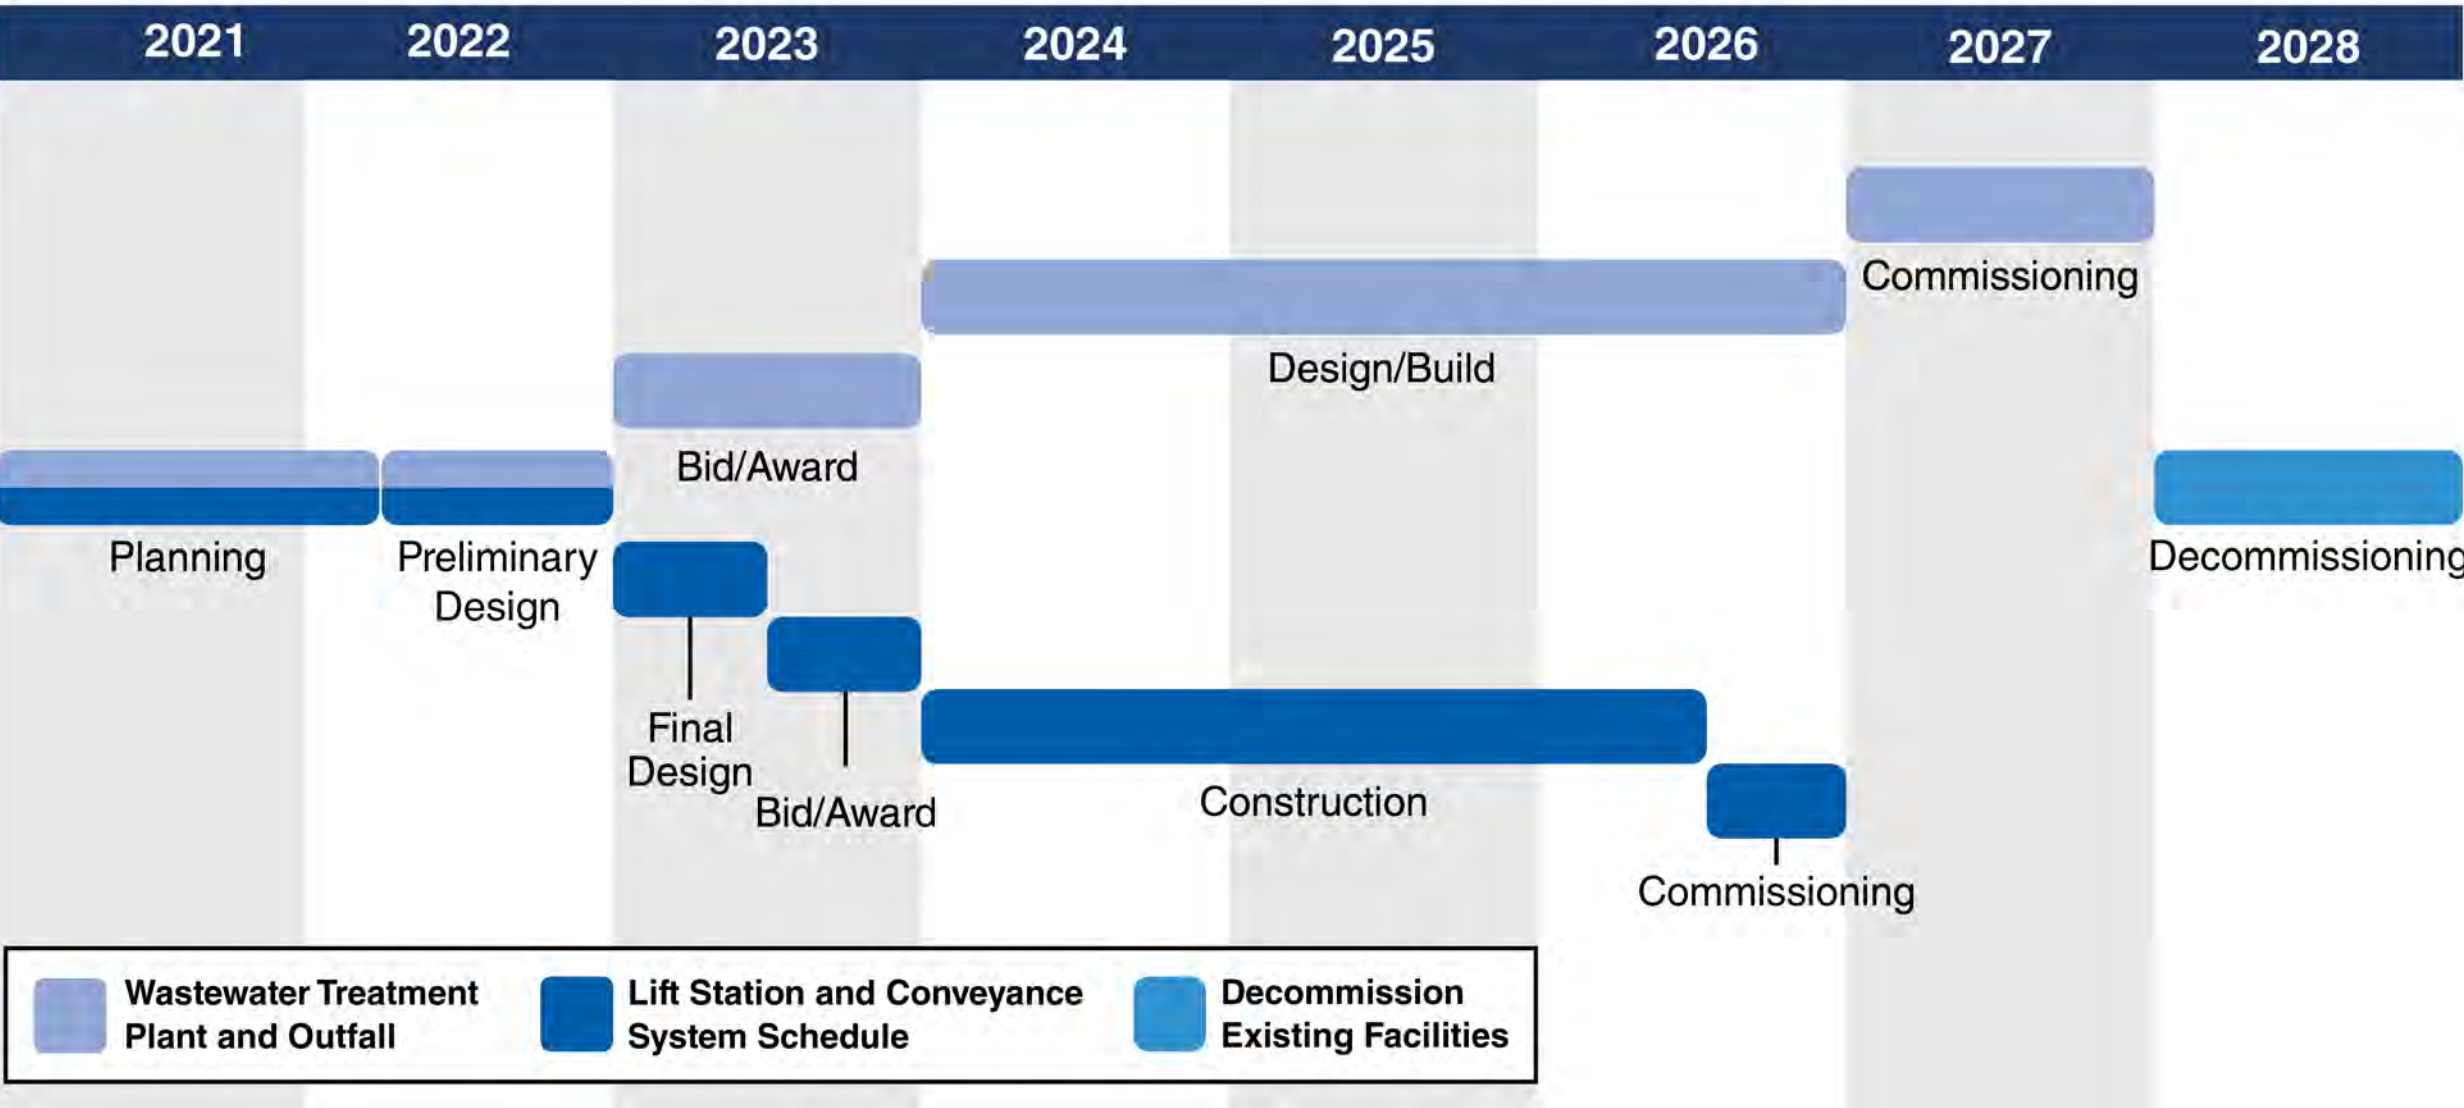 2021 2022 2023 2024 2025 2026 2027 2028
Commissioning
Design/Build
Bid/Award
Planning
Preliminary
Design
Decommissioning
Final
Design
Bid/Award
Construction
Commissioning
Wastewater Treatment
Plant and Outfall
Lift Station and Conveyance
System Schedule
Decommission
Existing Facilities